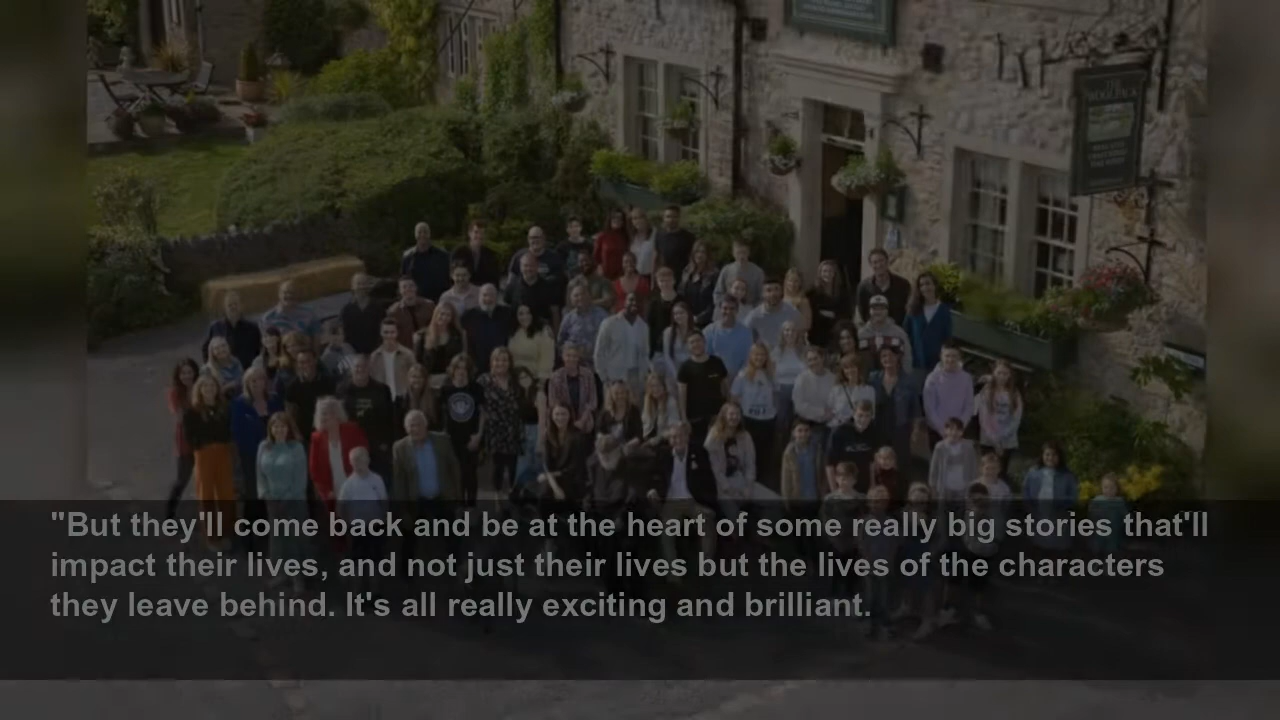 "But they'll come back and be at the heart of some really big stories that'll
impact their lives, and not just their lives but the lives of the characters
they leave behind. It's all really exciting and brilliant.